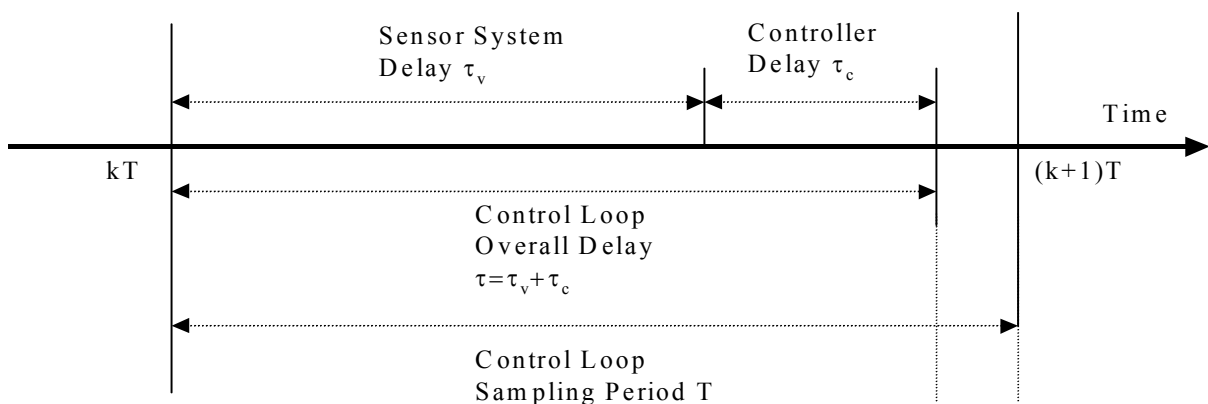 Sensor System
Delay τv
Controller
Delay τc
Time
kT
(k+1)T
Control Loop
Overall Delay
τ=τv+τc
Control Loop
Sampling Period T